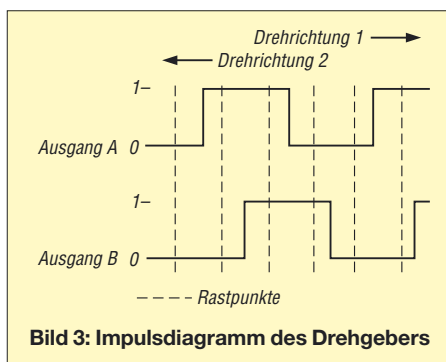 Drehrichtung 1
Drehrichtung 2
1–
Ausgang A 0
1–
Ausgang B 0
Rastpunkte
Bild 3: Impulsdiagramm des Drehgebers